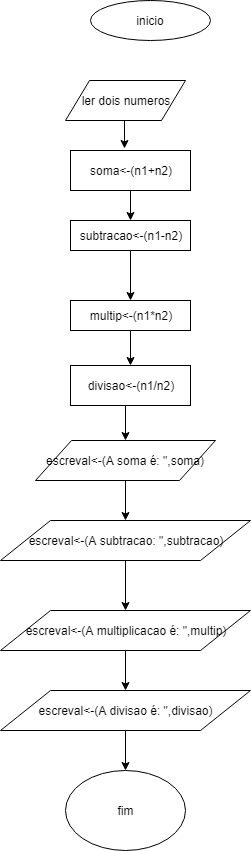 inicio
ler dois numeros
soma<-(n1+n2)
subtracao<-(n1-n2)
multip<-(n1*n2)
divisao<-(n1/n2)
escreval<-(A soma é: ",soma)
escreval<-(A subtracao: ",subtracao)
escreval<-(A multiplicacao é: ",multip)
escreval<-(A divisao é: ",divisao)
fim